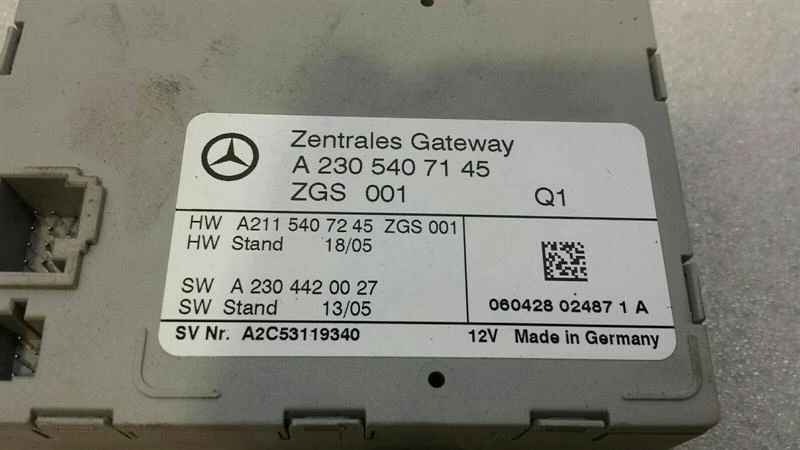 Zentrales Gateway
A 230 540 71 45
ZGS 001 Q1
HW A211 540 72 45 ZGS 001
HW Stand 18/05
SW A 230 442 00 27
SW Stand 13/05
060428 02487 1 A
SV Nr. A2C53119340 12V Made in Germany